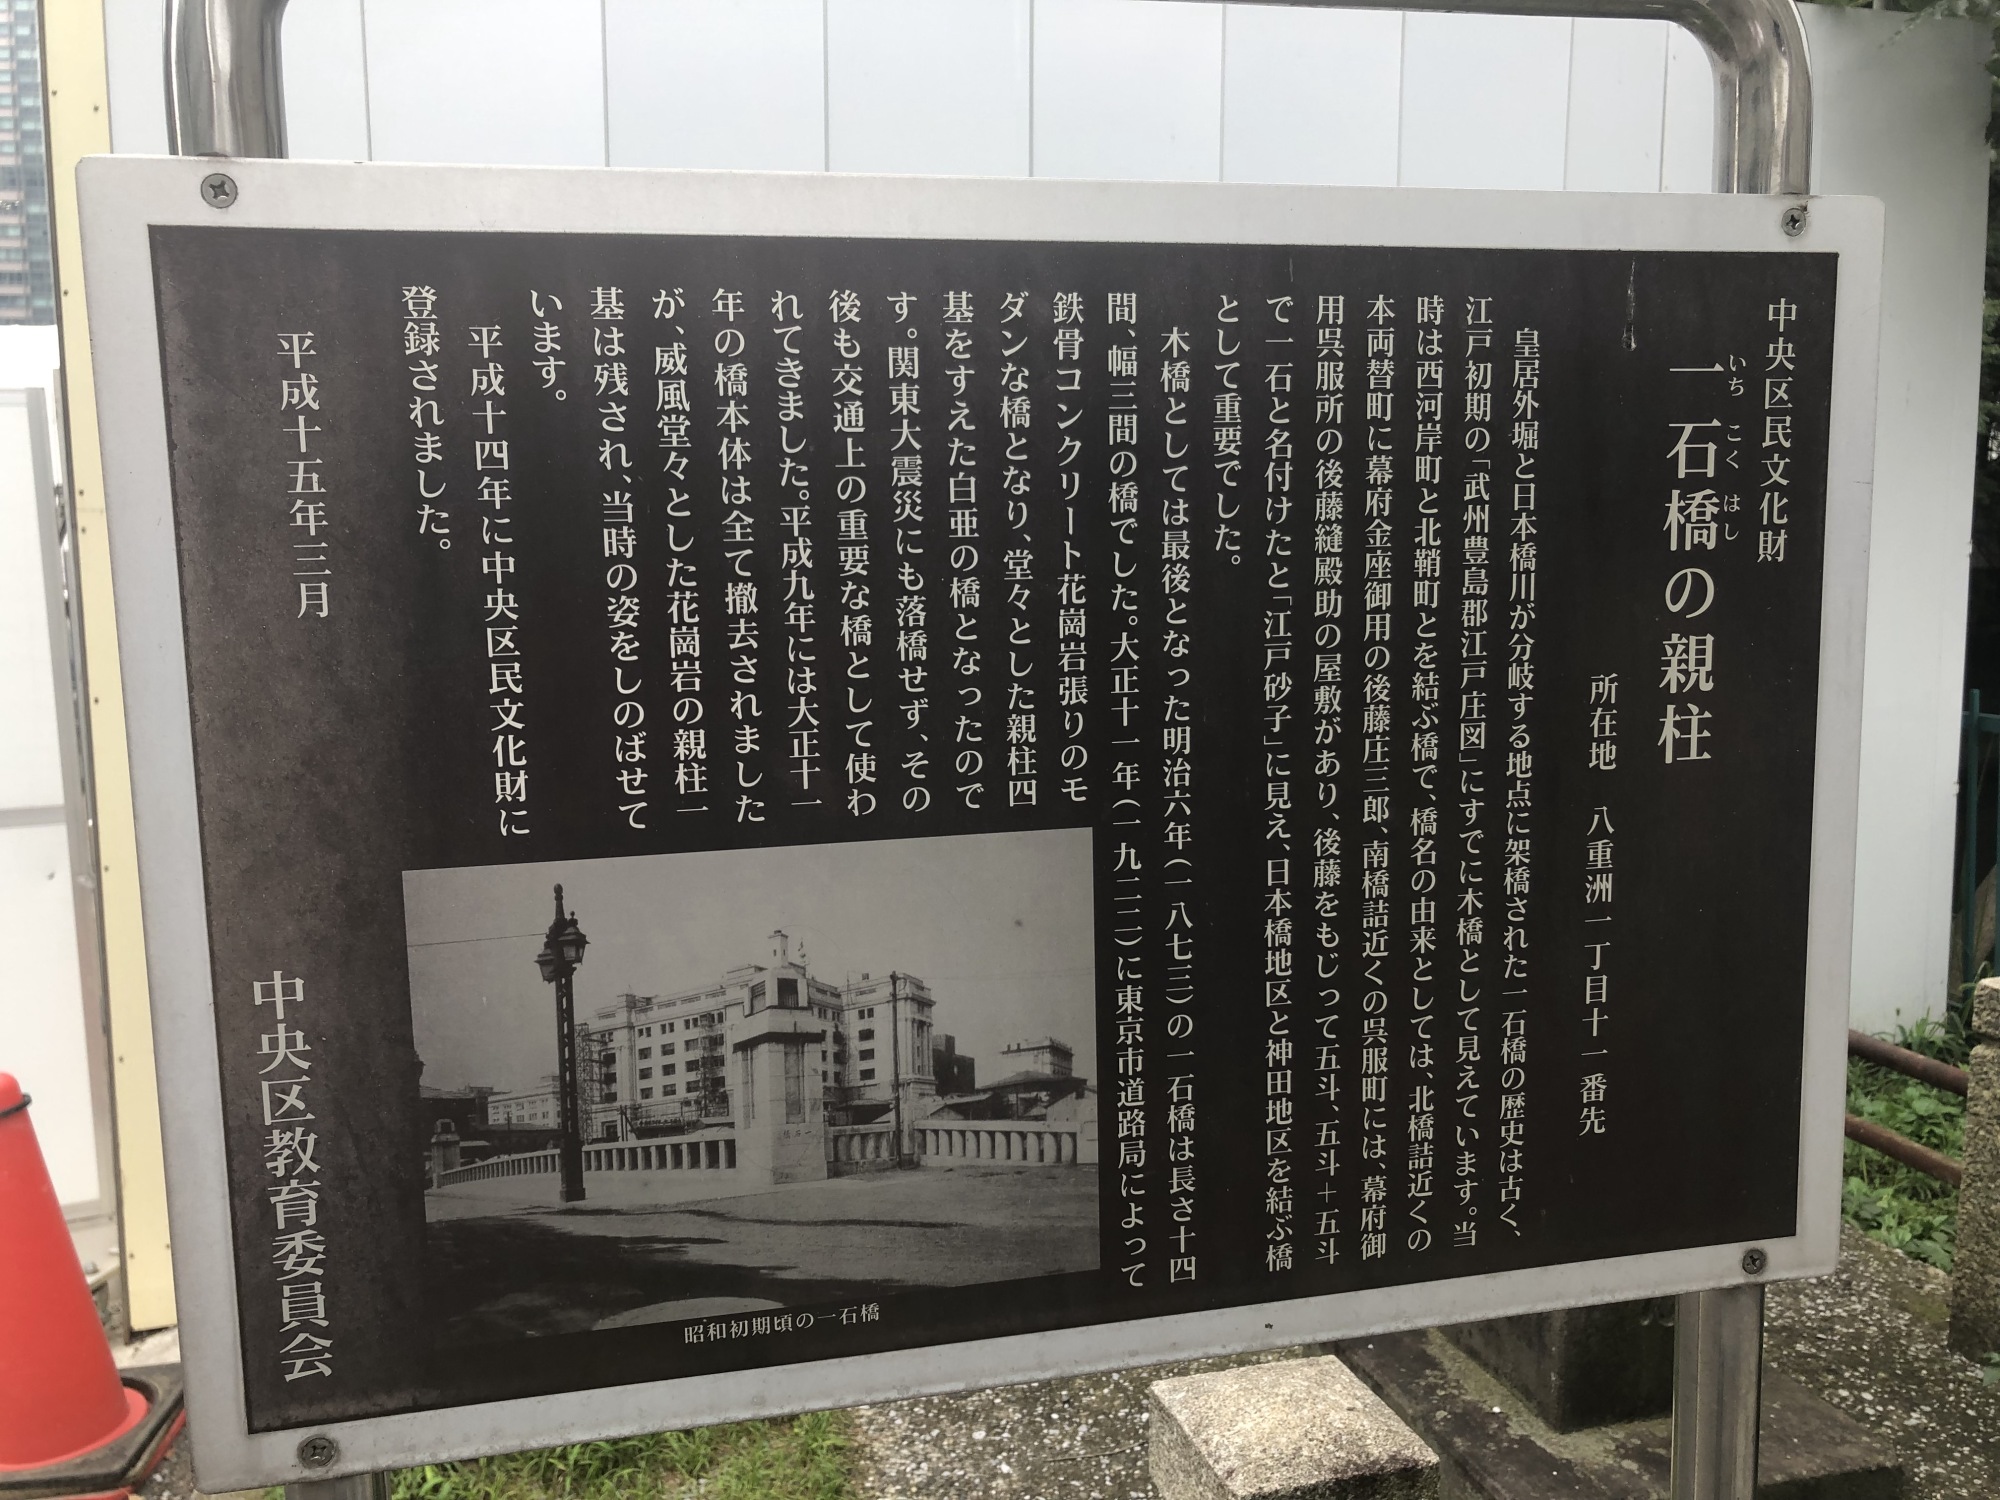 中央区民文化財
一石橋の親柱
いち こく はし
所在地 八重洲一丁目十一番先
皇居外堀と日本橋川が分岐する地点に架橋された一石橋の歴史は古く、
江戸初期の「武州豊島郡江戸庄図」にすでに木橋として見えています。当
時は西河岸町と北鞘町とを結ぶ橋で、橋名の由来としては、北橋詰近くの
本両替町に幕府金座御用の後藤庄三郎、南橋詰近くの呉服町には、幕府御
用呉服所の後藤縫殿助の屋敷があり、後藤をもじって五斗、五斗＋五斗
で一石と名付けたと「江戸砂子」に見え、日本橋地区と神田地区を結ぶ橋
として重要でした。
木橋としては最後となった明治六年(一八七三)の一石橋は長さ十四
間、幅三間の橋でした。大正十一年(一九二二)に東京市道路局によって
鉄骨コンクリート花崗岩張りのモ
ダンな橋となり、堂々とした親柱四
基をすえた白亜の橋となったので
す。関東大震災にも落橋せず、その
後も交通上の重要な橋として使わ
れてきました。平成九年には大正十一
年の橋本体は全て撤去されました
が、威風堂々とした花崗岩の親柱一
基は残され、当時の姿をしのばせて
います。
平成十四年に中央区民文化財に
登録されました。
平成十五年三月
中央区教育委員会
昭和初期頃の一石橋